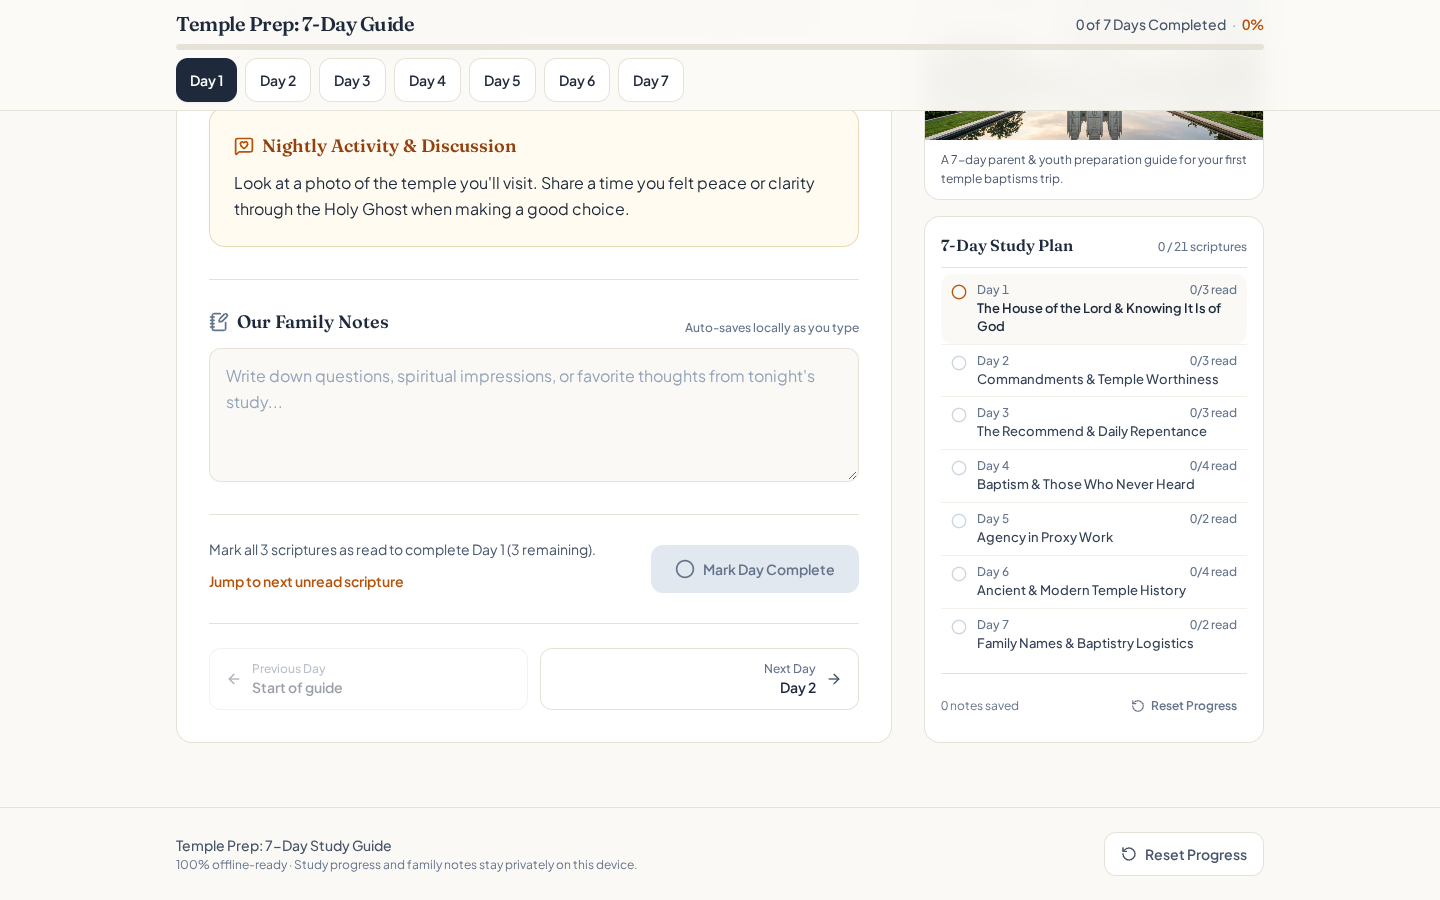 Temple Prep: 7-Day Guide
0 of 7 Days Completed · 0%
Day 1
Day 2
Day 3
Day 4
Day 5
Day 6
Day 7
Nightly Activity & Discussion
Look at a photo of the temple you'll visit. Share a time you felt peace or clarity
through the Holy Ghost when making a good choice.
Our Family Notes
Auto-saves locally as you type
Write down questions, spiritual impressions, or favorite thoughts from tonight's
study...
Mark all 3 scriptures as read to complete Day 1 (3 remaining).
Jump to next unread scripture
Mark Day Complete
Previous Day
Start of guide
Next Day
Day 2
A 7-day parent & youth preparation guide for your first
temple baptisms trip.
7-Day Study Plan
0 / 21 scriptures
Day 1
0/3 read
The House of the Lord & Knowing It Is of
God
Day 2
0/3 read
Commandments & Temple Worthiness
Day 3
0/3 read
The Recommend & Daily Repentance
Day 4
0/4 read
Baptism & Those Who Never Heard
Day 5
0/2 read
Agency in Proxy Work
Day 6
0/4 read
Ancient & Modern Temple History
Day 7
0/2 read
Family Names & Baptistry Logistics
0 notes saved
Reset Progress
Temple Prep: 7-Day Study Guide
100% offline-ready · Study progress and family notes stay privately on this device.
Reset Progress